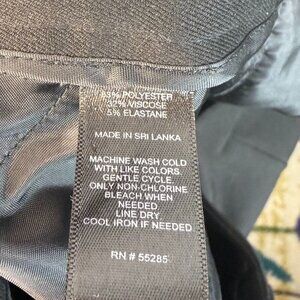 63% POLYESTER
32% VISCOSE
5% ELASTANE
MADE IN SRI LANKA
MACHINE WASH COLD
WITH LIKE COLORS.
GENTLE CYCLE.
ONLY NON-CHLORINE
BLEACH WHEN
NEEDED
LINE DRY
COOL IRON IF NEEDED
RN # 55285